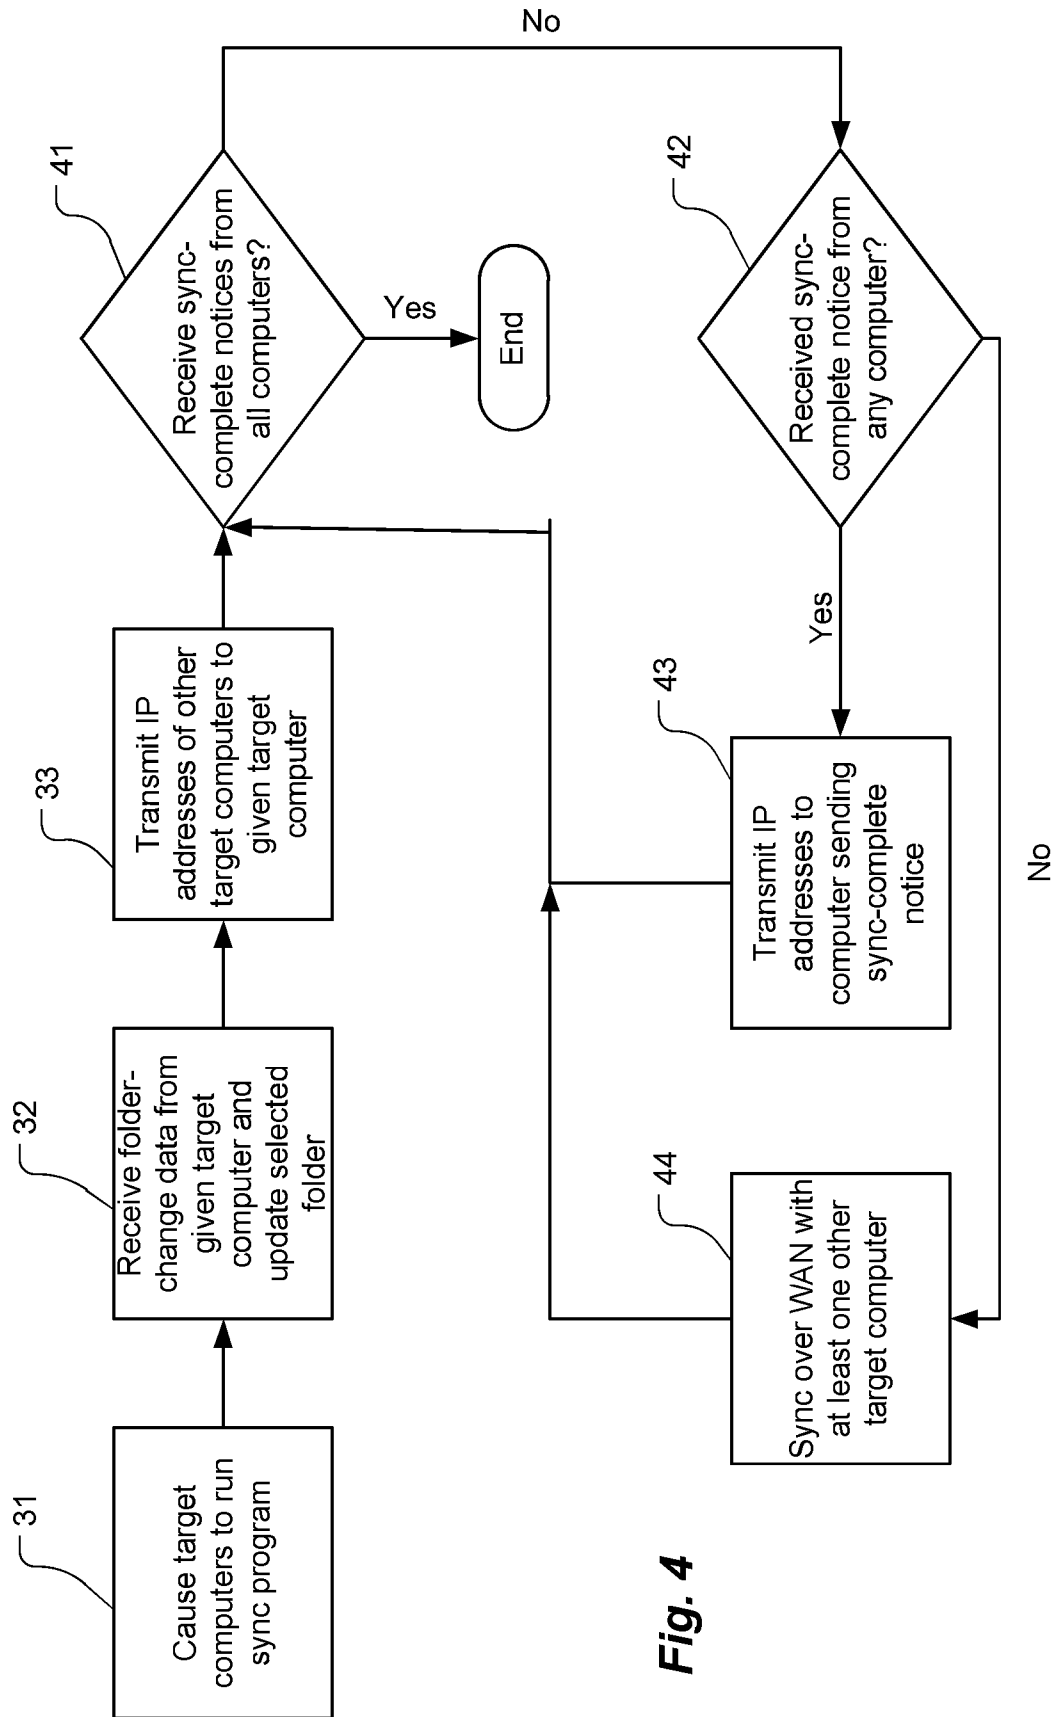 31
Cause target
computers to run
sync program
32
Receive folder-
change data from
given target
computer and
update selected
folder
33
Transmit IP
addresses of other
target computers to
given target
computer
41
Receive sync-
complete notices from
all computers?
Yes
End
No
42
Received sync-
complete notice from
any computer?
Yes
43
Transmit IP
addresses to
computer sending
sync-complete
notice
No
44
Sync over WAN with
at least one other
target computer
Fig. 4